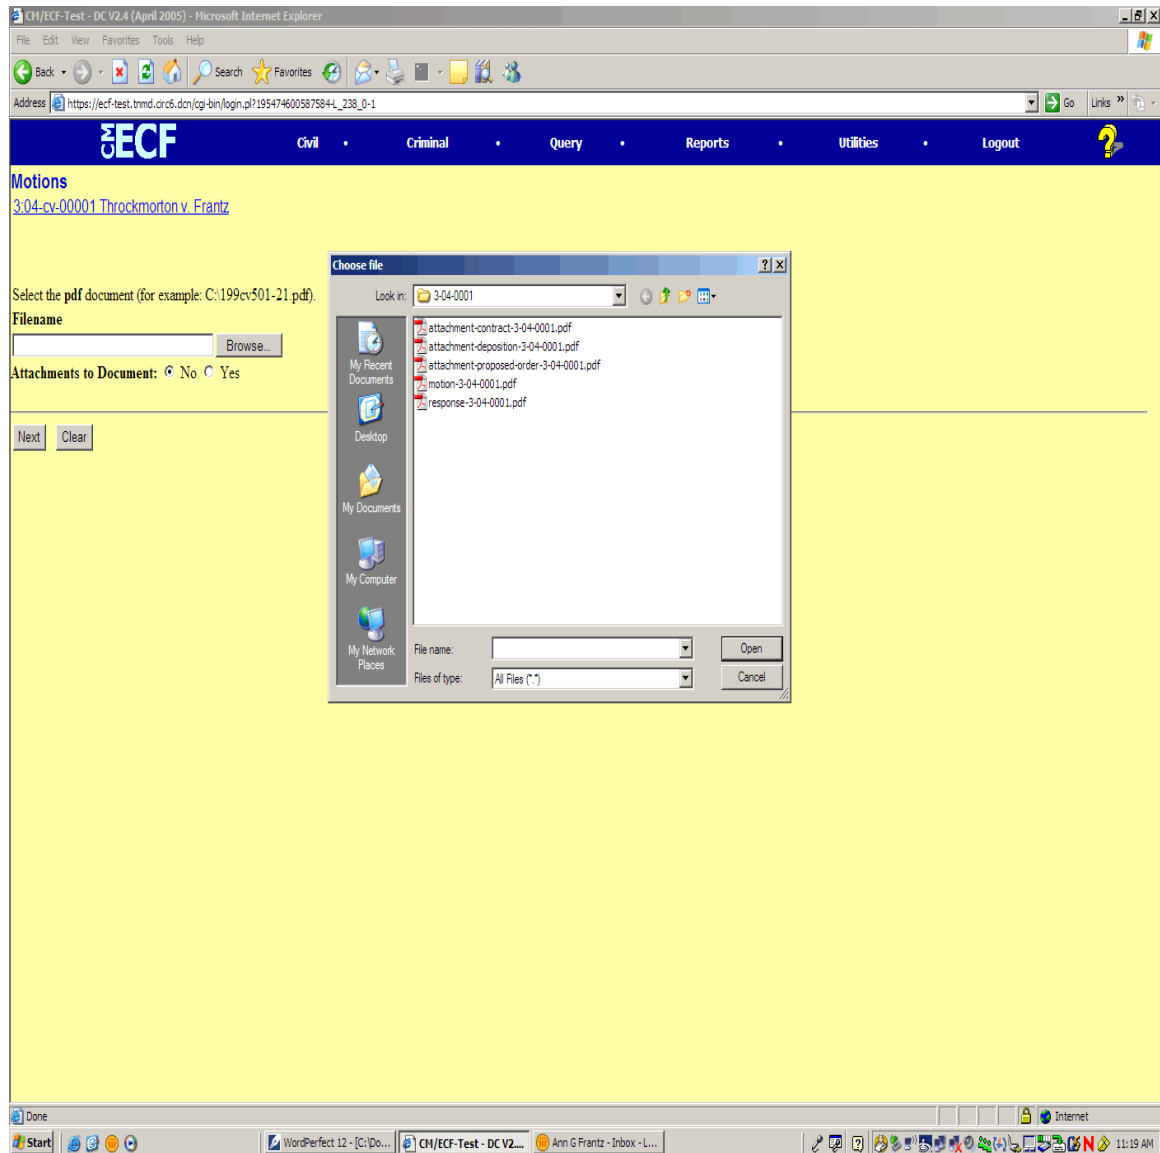 CM/ECF-Test - DC V2.4 (April 2005) - Microsoft Internet Explorer
File Edit View Favorites Tools Help
Back Search Favorites
Address https://ecf-test.tnmd.circ6.dcn/cgi-bin/login.pl?195474600587584-L_238_0-1 Go Links »
CM ECF Civil • Criminal • Query • Reports • Utilities • Logout ?
Motions
3:04-cv-00001 Throckmorton v. Frantz
Choose file
Look in: 3-04-0001
Select the pdf document (for example: C:\199cv501-21.pdf).
Filename
Browse...
Attachments to Document: No Yes
Next Clear
My Recent
Documents
Desktop
My Documents
My Computer
My Network
Places
attachment-contract-3-04-0001.pdf
attachment-deposition-3-04-0001.pdf
attachment-proposed-order-3-04-0001.pdf
motion-3-04-0001.pdf
response-3-04-0001.pdf
File name: Open
Files of type: All Files (*.*) Cancel
Done Internet
Start WordPerfect 12 - [C:\Do... CM/ECF-Test - DC V2.... Ann G Frantz - Inbox - L... 11:19 AM